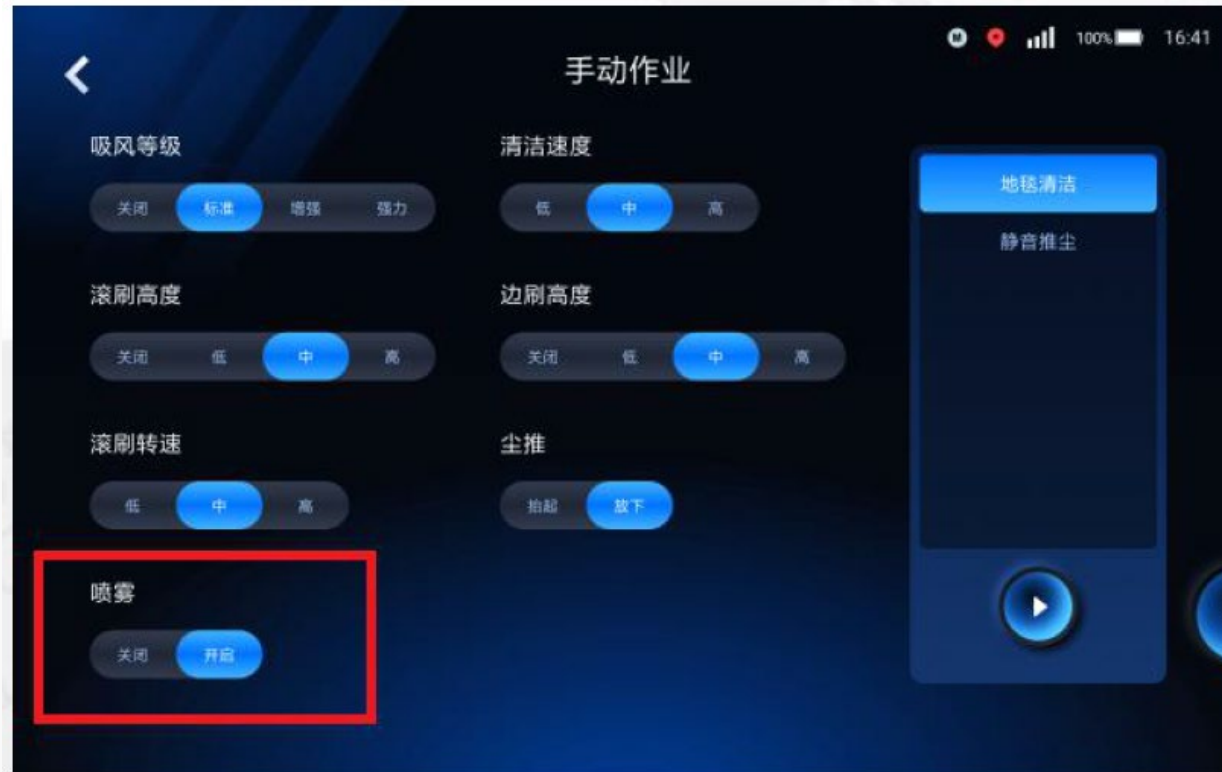 100% 16:41
手动作业
吸风等级
关闭 标准 增强 强力
清洁速度
低 中 高
滚刷高度
关闭 低 中 高
边刷高度
关闭 低 中 高
滚刷转速
低 中 高
尘推
抬起 放下
喷雾
关闭 开启
地毯清洁
静音推尘